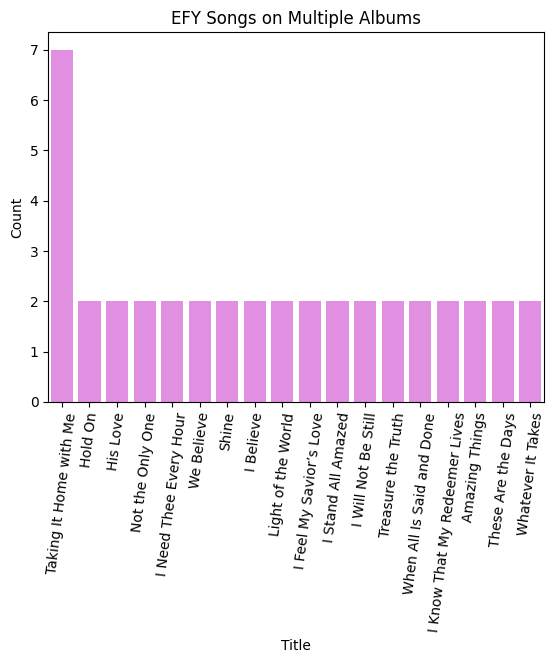 EFY Songs on Multiple Albums
Count
7
6
5
4
3
2
1
0
Taking It Home with Me
Hold On
His Love
Not the Only One
I Need Thee Every Hour
We Believe
Shine
I Believe
Light of the World
I Feel My Savior's Love
I Stand All Amazed
I Will Not Be Still
Treasure the Truth
When All Is Said and Done
I Know That My Redeemer Lives
Amazing Things
These Are the Days
Whatever It Takes
Title